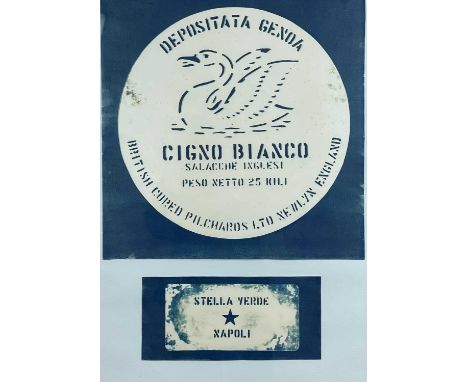 DEPOSITATA GENOA
CIGNO BIANCO
SALACCHE INGLESI
PESO NETTO 25 KILI
BRITISH CURED PILCHARDS LTD NEWLYN ENGLAND
STELLA VERDE
NAPOLI